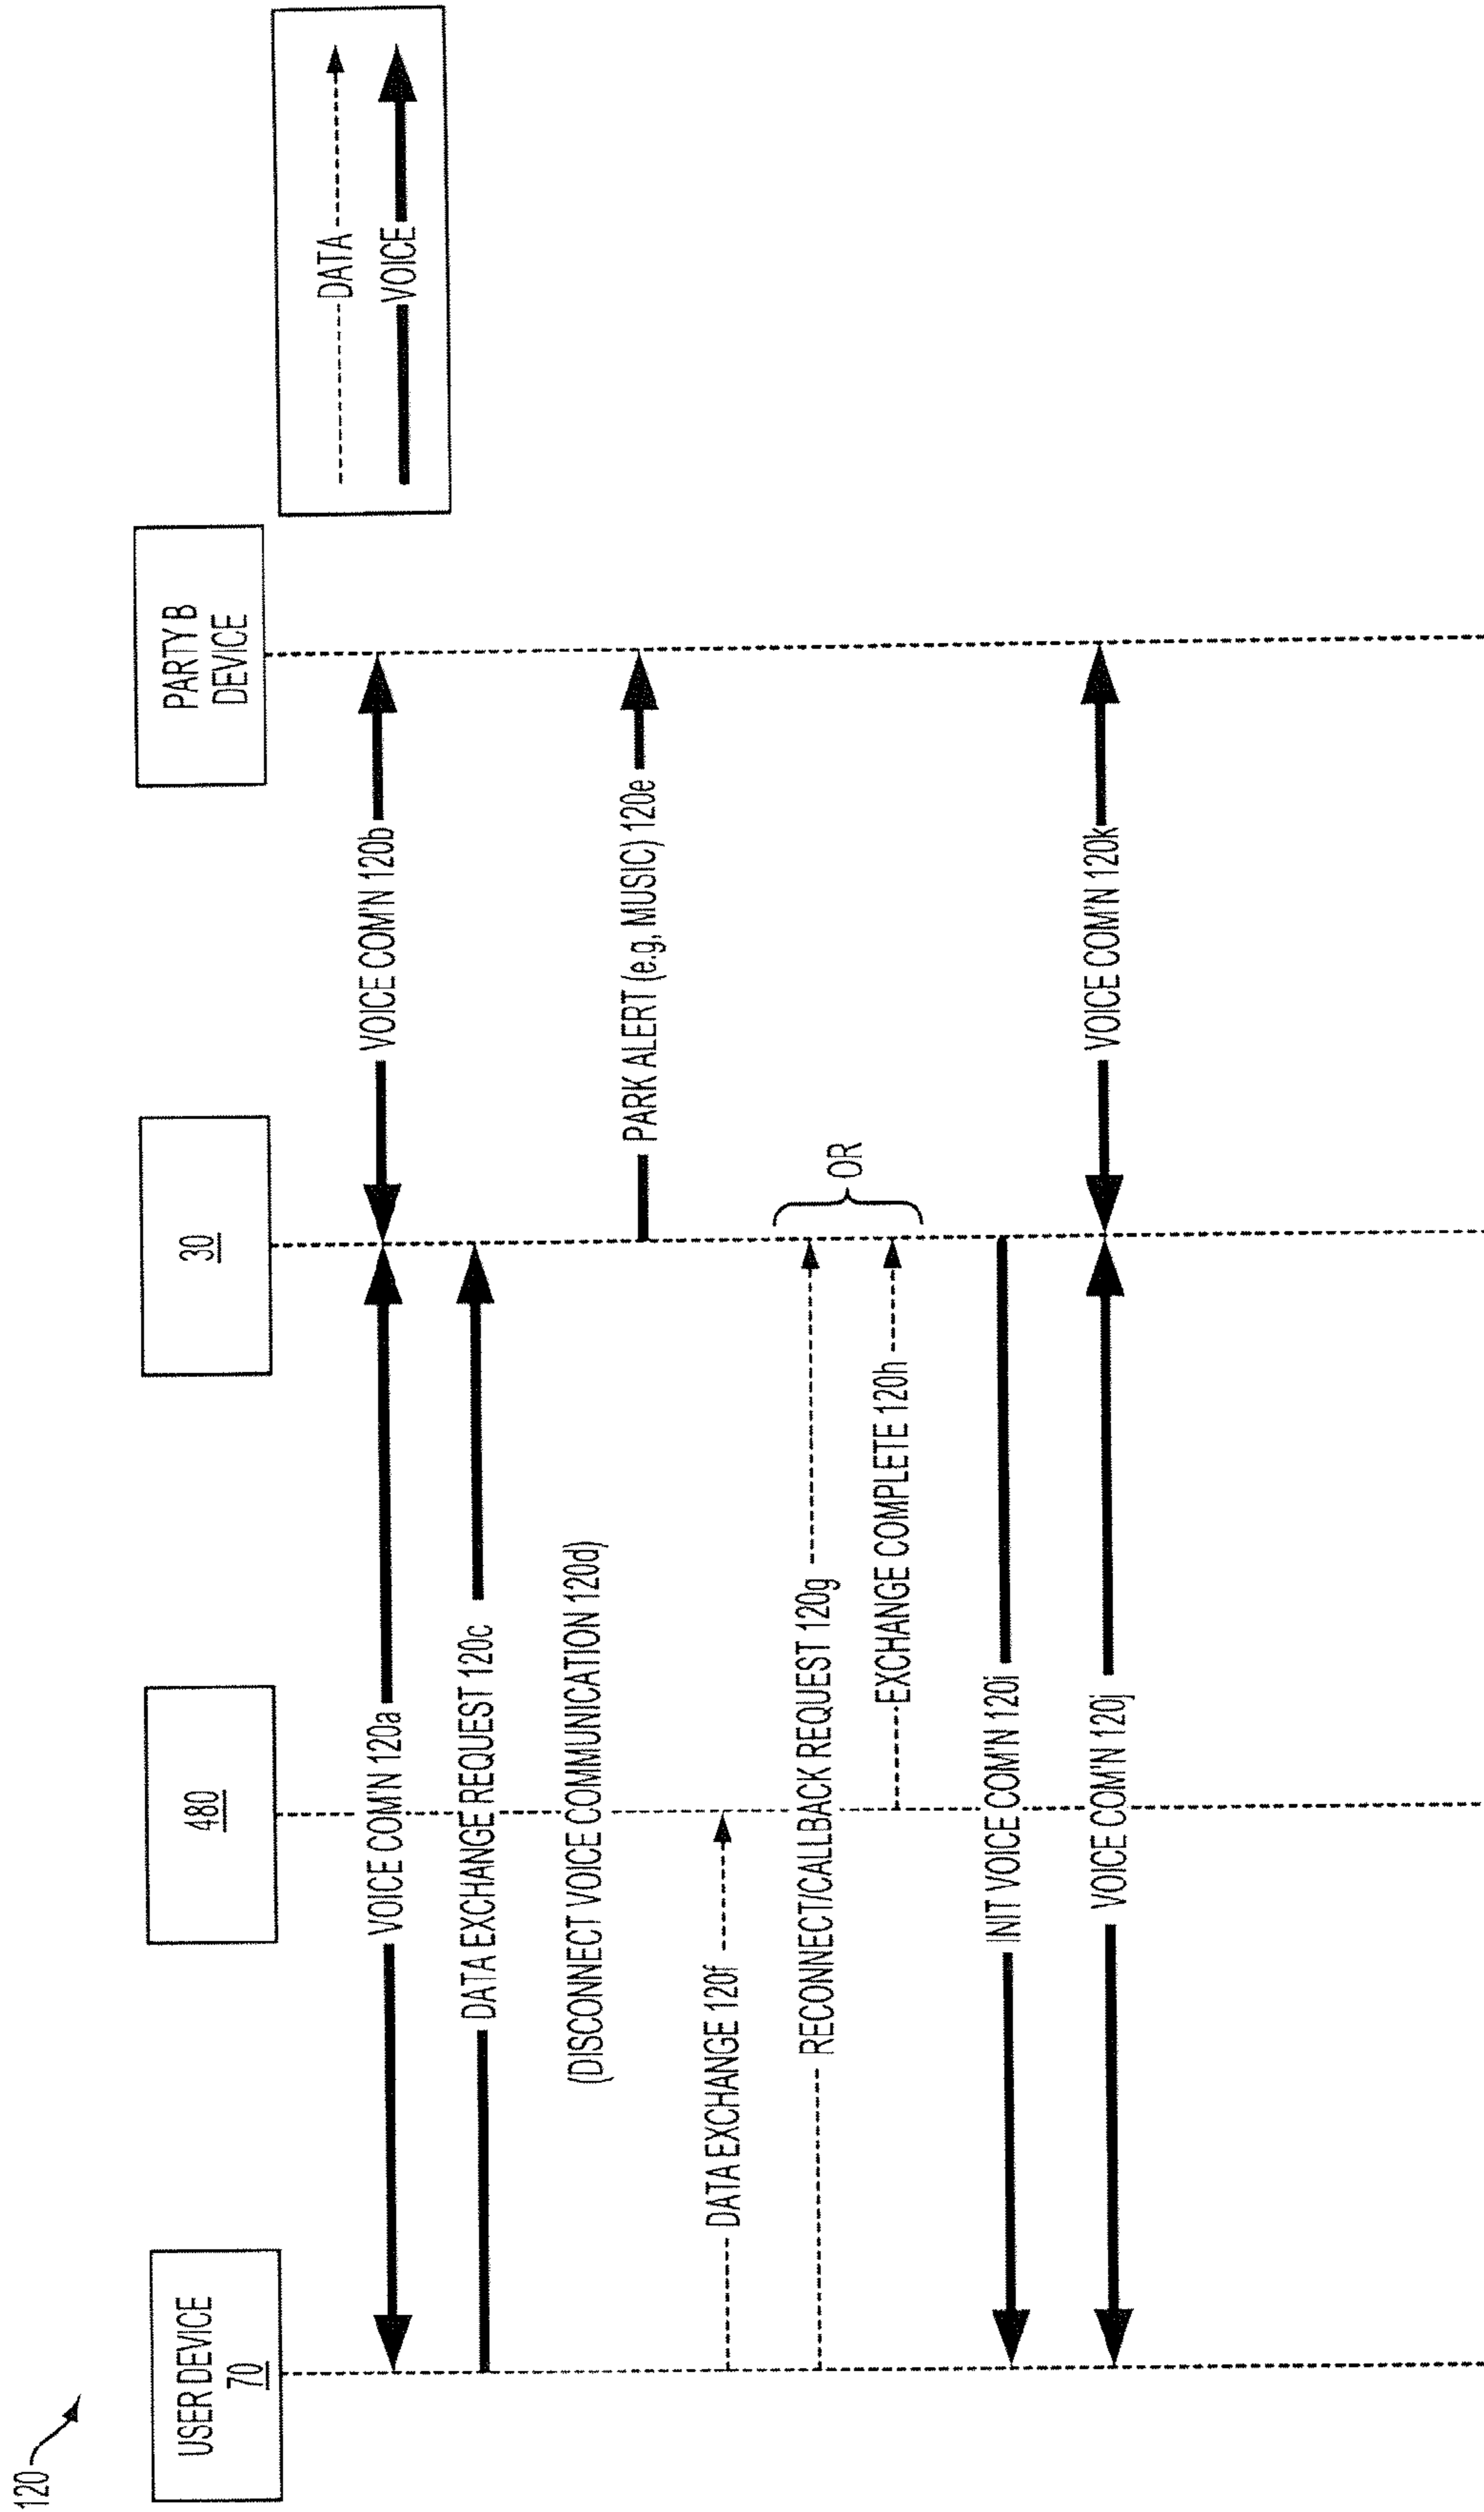 120
USER DEVICE
70
480
30
PARTY B
DEVICE
DATA
VOICE
VOICE COM'N 120a
VOICE COM'N 120b
DATA EXCHANGE REQUEST 120c
(DISCONNECT VOICE COMMUNICATION 120d)
PARK ALERT (e.g, MUSIC) 120e
DATA EXCHANGE 120f
RECONNECT/CALLBACK REQUEST 120g
OR
EXCHANGE COMPLETE 120h
INIT VOICE COM'N 120i
VOICE COM'N 120j
VOICE COM'N 120k